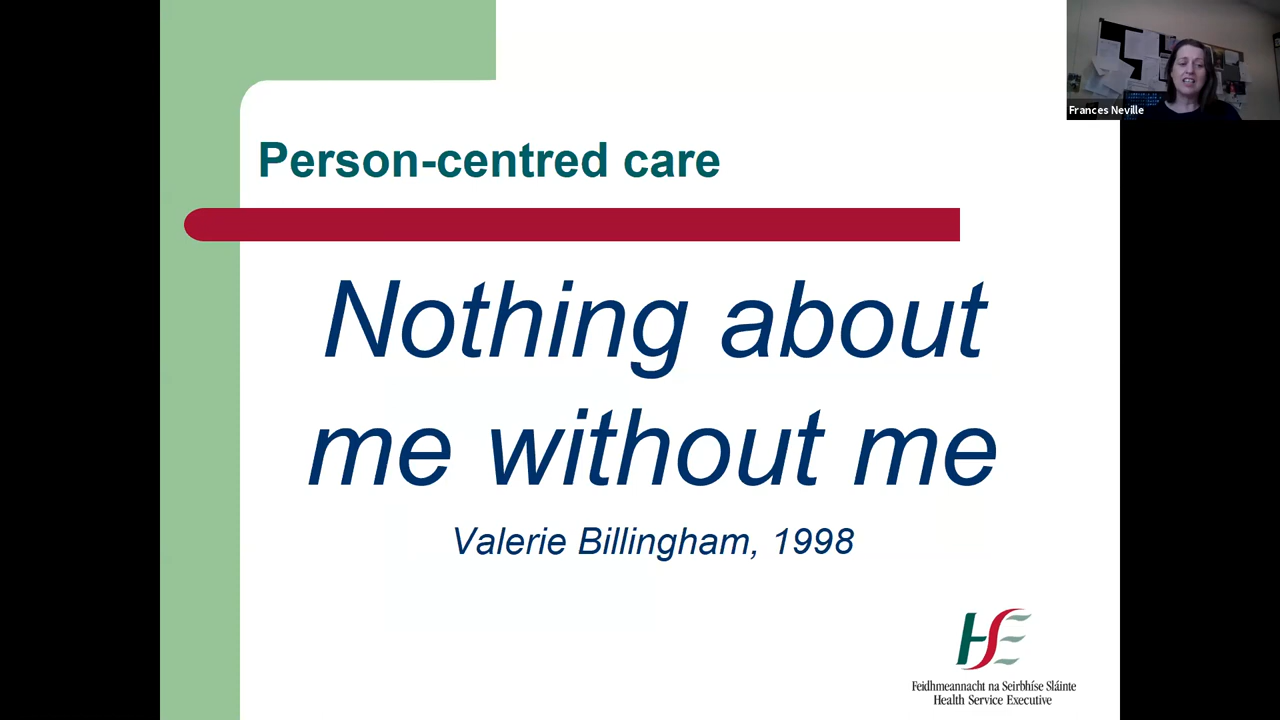 Frances Neville
Person-centred care
Nothing about
me without me
Valerie Billingham, 1998
HSE
Feidhmeannacht na Seirbhíse Sláinte
Health Service Executive